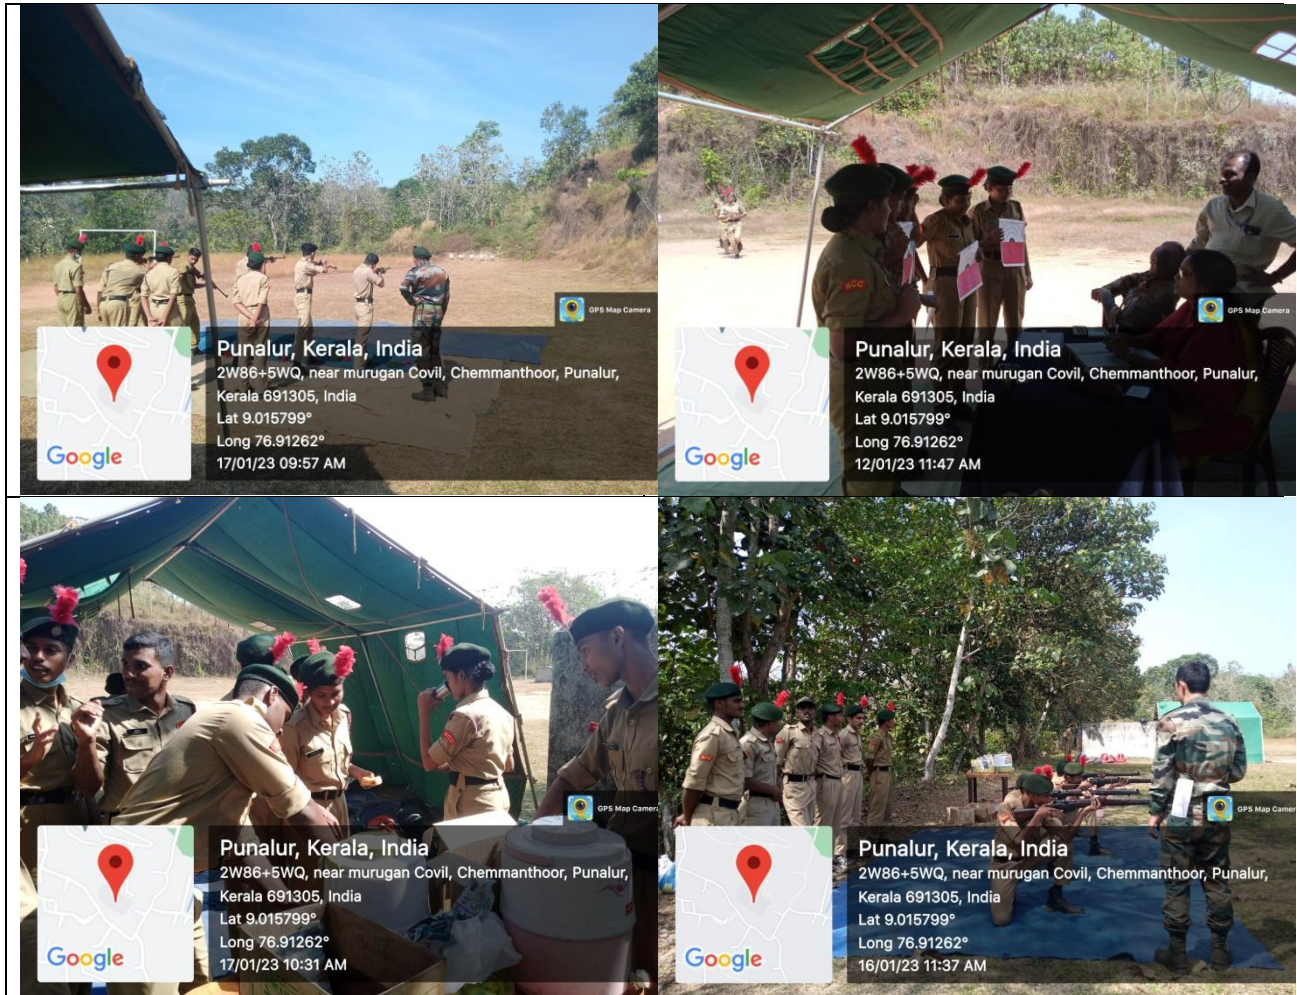 GPS Map Camera
Punalur, Kerala, India
2W86+5WQ, near murugan Covil, Chemmanthoor, Punalur,
Kerala 691305, India
Lat 9.015799°
Long 76.91262°
17/01/23 09:57 AM
Google
NCC
GPS Map Camera
Punalur, Kerala, India
2W86+5WQ, near murugan Covil, Chemmanthoor, Punalur,
Kerala 691305, India
Lat 9.015799°
Long 76.91262°
12/01/23 11:47 AM
Google
NCC
GPS Map Camera
Punalur, Kerala, India
2W86+5WQ, near murugan Covil, Chemmanthoor, Punalur,
Kerala 691305, India
Lat 9.015799°
Long 76.91262°
17/01/23 10:31 AM
Google
GPS Map Camera
Punalur, Kerala, India
2W86+5WQ, near murugan Covil, Chemmanthoor, Punalur,
Kerala 691305, India
Lat 9.015799°
Long 76.91262°
16/01/23 11:37 AM
Google